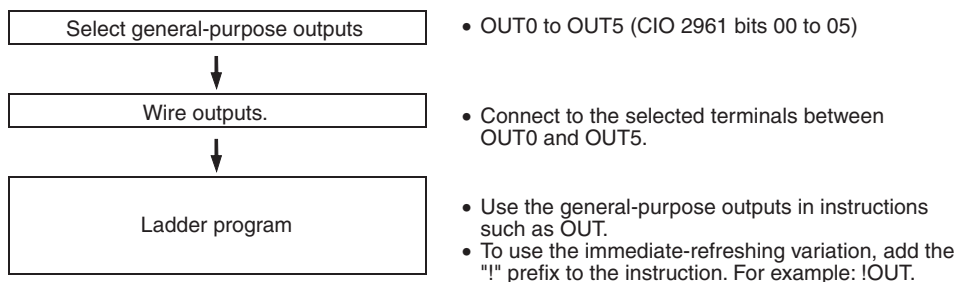 Select general-purpose outputs
• OUT0 to OUT5 (CIO 2961 bits 00 to 05)
Wire outputs.
• Connect to the selected terminals between
OUT0 and OUT5.
Ladder program
• Use the general-purpose outputs in instructions
such as OUT.
• To use the immediate-refreshing variation, add the
"!" prefix to the instruction. For example: !OUT.